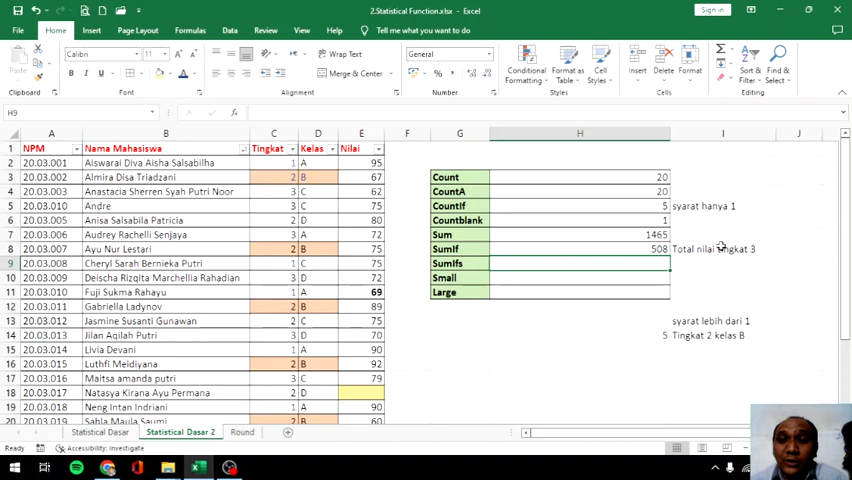 2.Statistical Function.xlsx - Excel
Sign in
File Home Insert Page Layout Formulas Data Review View Help Tell me what you want to do
Paste
Calibri 11
Wrap Text
General
B I U
Merge & Center
Conditional Formatting
Format as Table
Cell Styles
Insert Delete Format
Sort & Filter
Find & Select
Clipboard Font Alignment Number Styles Cells Editing
H9 fx
A B C D E F G H I J
1 NPM Nama Mahasiswa Tingkat Kelas Nilai
2 20.03.001 Aiswarai Diva Aisha Salsabilha 1 A 95
3 20.03.002 Almira Disa Triadzani 2 B 67 Count 20
4 20.03.003 Anastacia Sherren Syah Putri Noor 3 C 62 CountA 20
5 20.03.010 Andre 3 C 75 CountIf 5 syarat hanya 1
6 20.03.005 Anisa Salsabila Patricia 2 D 80 Countblank 1
7 20.03.006 Audrey Rachelli Senjaya 3 A 72 Sum 1465
8 20.03.007 Ayu Nur Lestari 2 B 75 SumIf 508 Total nilai tingkat 3
9 20.03.008 Cheryl Sarah Bernieka Putri 1 C 75 SumIfs
10 20.03.009 Deischa Rizqita Marchellia Rahadian 3 D 72 Small
11 20.03.010 Fuji Sukma Rahayu 1 A 69 Large
12 20.03.011 Gabriella Ladynov 2 B 89
13 20.03.012 Jasmine Susanti Gunawan 2 C 75 syarat lebih dari 1
14 20.03.013 Jilan Aqilah Putri 3 D 70 5 Tingkat 2 kelas B
15 20.03.014 Livia Devani 1 A 90
16 20.03.015 Luthfi Meidiyana 2 B 92
17 20.03.016 Maitsa amanda putri 3 C 79
18 20.03.017 Natasya Kirana Ayu Permana 2 D
19 20.03.018 Neng Intan Indriani 1 A 90
20 20.03.019 Sahla Maula Saumi 2 B 60
Statistical Dasar Statistical Dasar 2 Round
Ready Accessibility: Investigate